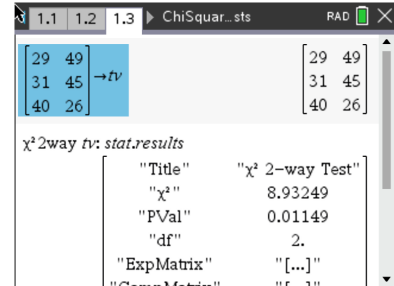 1.1 1.2 1.3 ChiSquar…sts RAD
29 49 29 49
31 45 →tv 31 45
40 26 40 26
χ²2way tv: stat.results
"Title" "χ² 2−way Test"
"χ²" 8.93249
"PVal" 0.01149
"df" 2.
"ExpMatrix" "[...]"
"CompMatrix" "[...]"